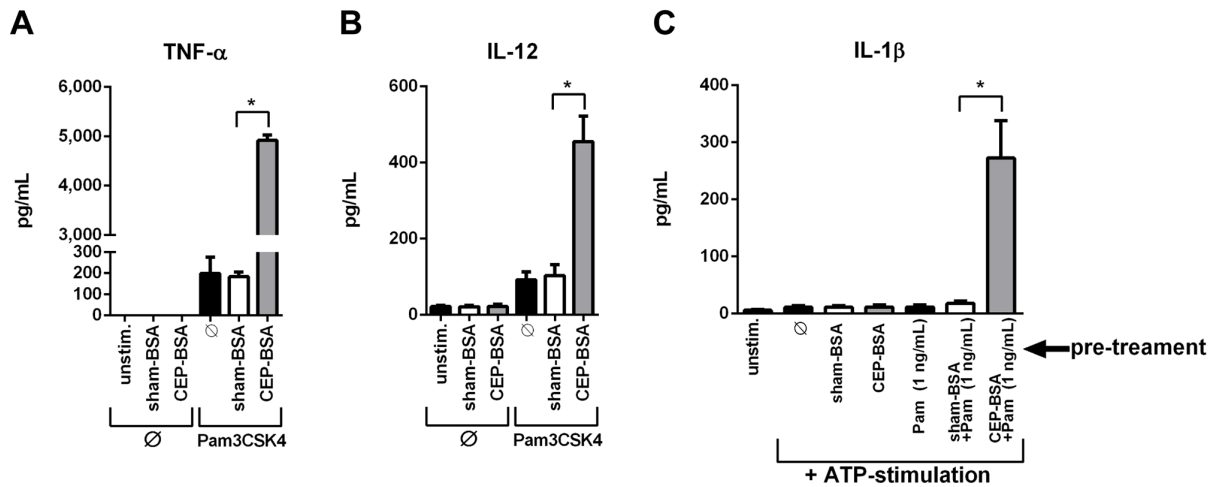 A
TNF-α
pg/mL
6,000
5,000
4,000
3,000
300
200
100
0
*
unstim.
sham-BSA
CEP-BSA
∅
sham-BSA
CEP-BSA
∅
Pam3CSK4
B
IL-12
pg/mL
600
400
200
0
*
unstim.
sham-BSA
CEP-BSA
∅
sham-BSA
CEP-BSA
∅
Pam3CSK4
C
IL-1β
pg/mL
400
300
200
100
0
*
unstim.
∅
sham-BSA
CEP-BSA
Pam (1 ng/mL)
sham-BSA
+Pam (1 ng/mL)
CEP-BSA
+Pam (1 ng/mL)
pre-treament
+ ATP-stimulation